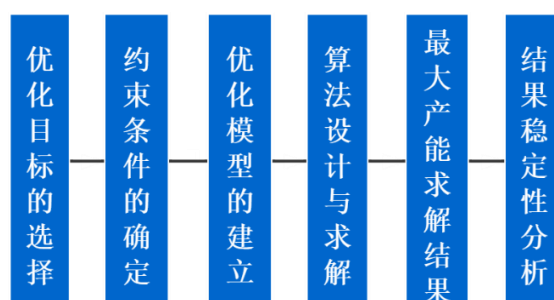 优化目标的选择
约束条件的确定
优化模型的建立
算法设计与求解
最大产能求解结果
结果稳定性分析